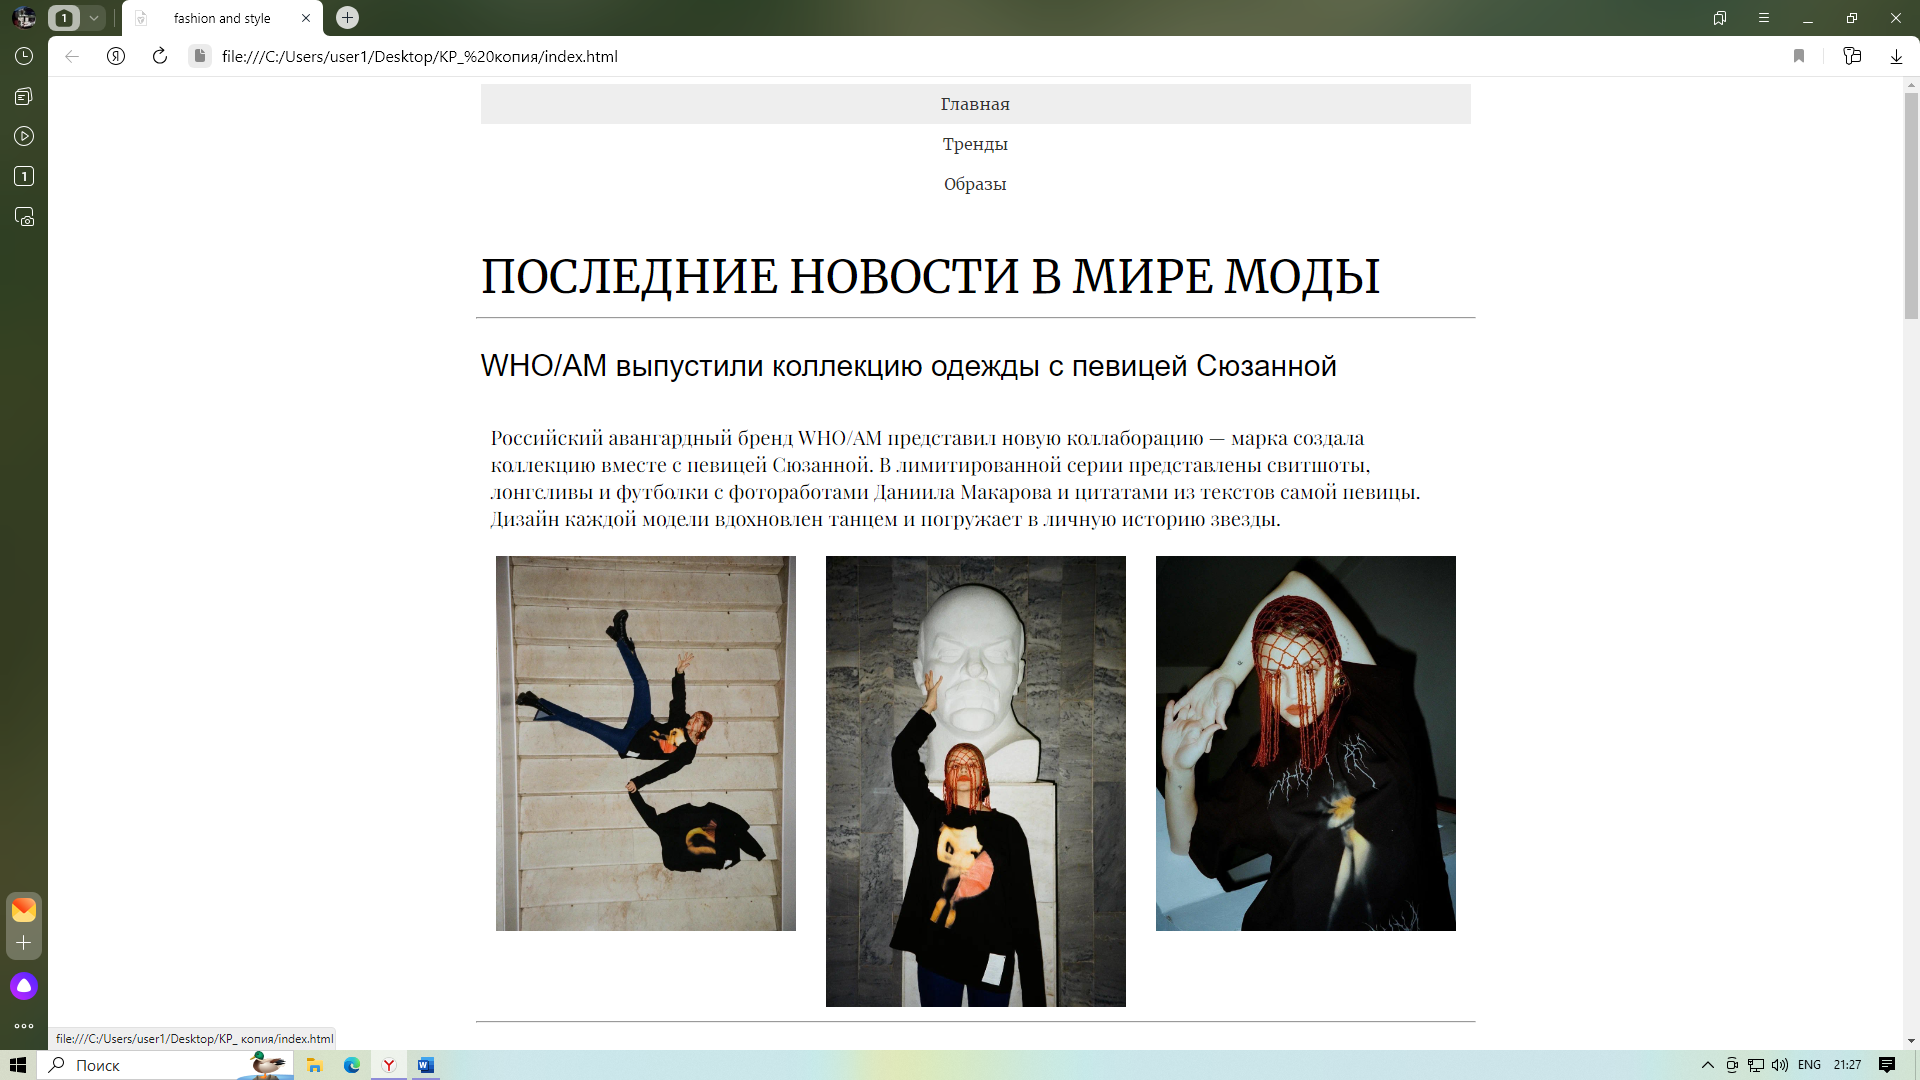 1
fashion and style
file:///C:/Users/user1/Desktop/KP_%20копия/index.html
1
Главная
Тренды
Образы
ПОСЛЕДНИЕ НОВОСТИ В МИРЕ МОДЫ
WHO/AM выпустили коллекцию одежды с певицей Сюзанной
Российский авангардный бренд WHO/AM представил новую коллаборацию — марка создала
коллекцию вместе с певицей Сюзанной. В лимитированной серии представлены свитшоты,
лонгсливы и футболки с фотоработами Даниила Макарова и цитатами из текстов самой певицы.
Дизайн каждой модели вдохновлен танцем и погружает в личную историю звезды.
file:///C:/Users/user1/Desktop/KP_ копия/index.html
Поиск
ENG
21:27